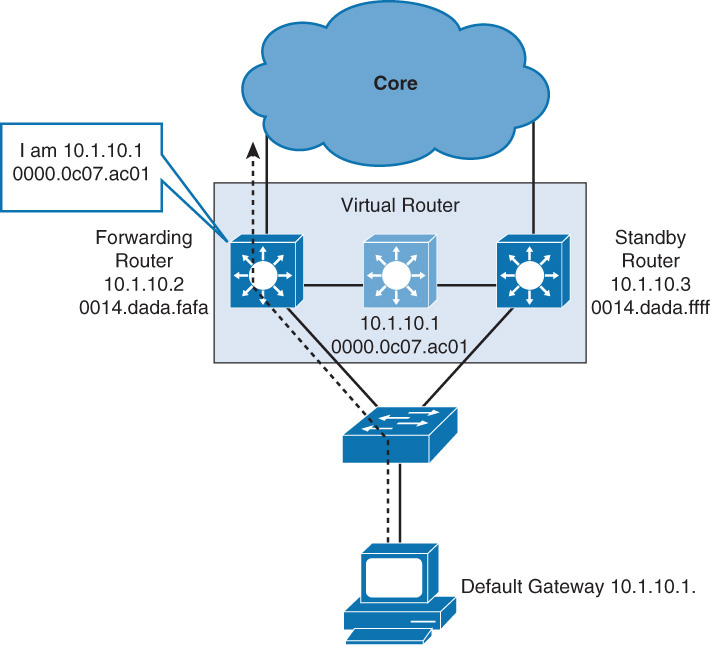 Core
I am 10.1.10.1
0000.0c07.ac01
Virtual Router
Forwarding
Router
10.1.10.2
0014.dada.fafa
10.1.10.1
0000.0c07.ac01
Standby
Router
10.1.10.3
0014.dada.ffff
Default Gateway 10.1.10.1.